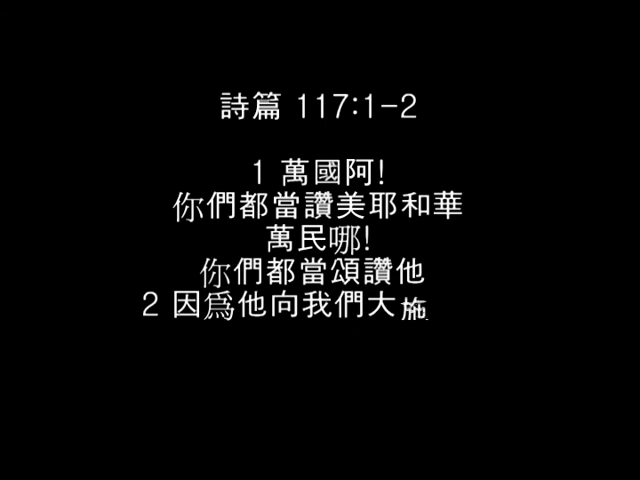 詩篇 117:1-2
1 萬國阿!
你們都當讚美耶和華
萬民哪!
你們都當頌讚他
2 因爲他向我們大施